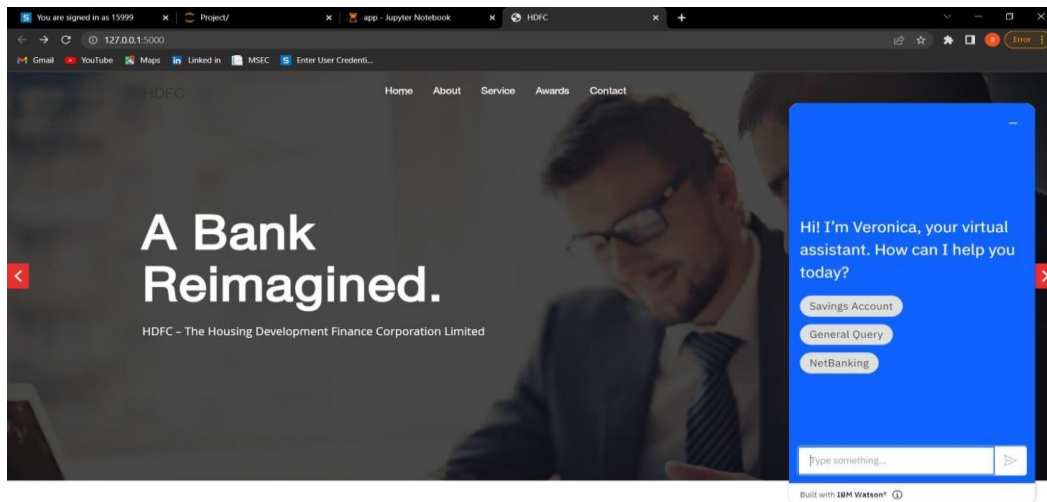 You are signed in as 15999
Project/
app - Jupyter Notebook
HDFC
127.0.0.1:5000
Error
Gmail
YouTube
Maps
Linked in
MSEC
Enter User Credenti...
HDFC
Home About Service Awards Contact
A Bank
Reimagined.
HDFC – The Housing Development Finance Corporation Limited
Hi! I'm Veronica, your virtual
assistant. How can I help you
today?
Savings Account
General Query
NetBanking
Type something...
Built with IBM Watson®